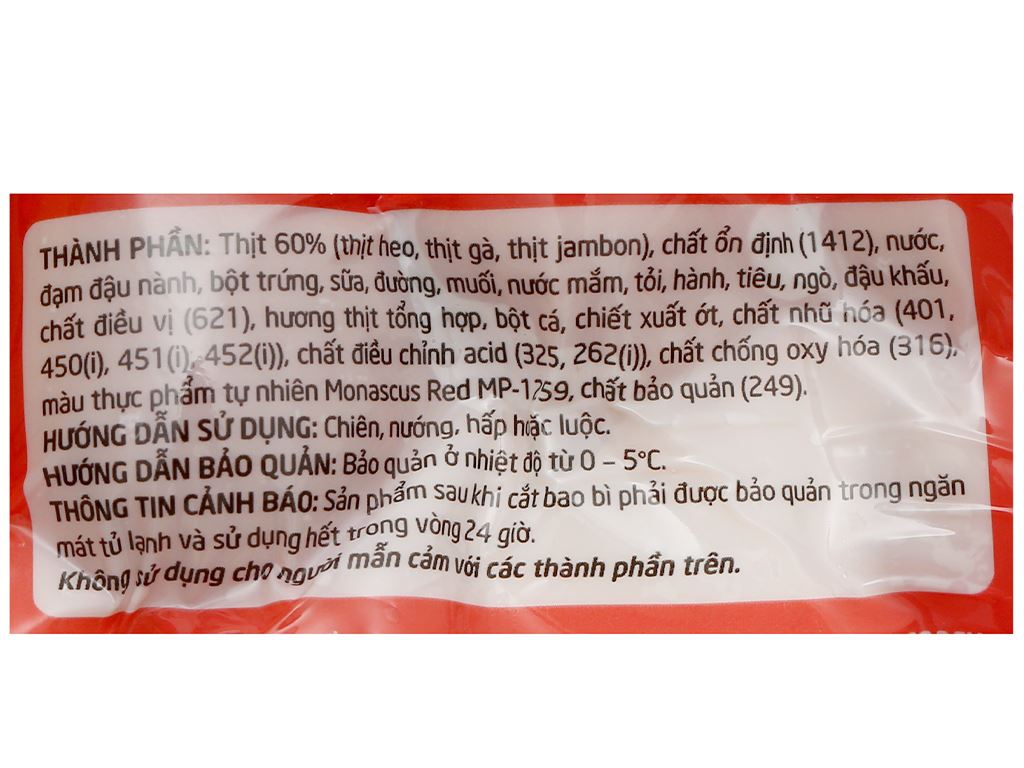 THÀNH PHẦN: Thịt 60% (thịt heo, thịt gà, thịt jambon), chất ổn định (1412), nước,
đạm đậu nành, bột trứng, sữa, đường, muối, nước mắm, tỏi, hành, tiêu, ngò, đậu khấu,
chất điều vị (621), hương thịt tổng hợp, bột cá, chiết xuất ớt, chất nhũ hóa (401,
450(i), 451(i), 452(i)), chất điều chỉnh acid (325, 262(i)), chất chống oxy hóa (316),
màu thực phẩm tự nhiên Monascus Red MP-1259, chất bảo quản (249).
HƯỚNG DẪN SỬ DỤNG: Chiên, nướng, hấp hoặc luộc.
HƯỚNG DẪN BẢO QUẢN: Bảo quản ở nhiệt độ từ 0 – 5°C.
THÔNG TIN CẢNH BÁO: Sản phẩm sau khi cắt bao bì phải được bảo quản trong ngăn
mát tủ lạnh và sử dụng hết trong vòng 24 giờ.
Không sử dụng cho người mẫn cảm với các thành phần trên.